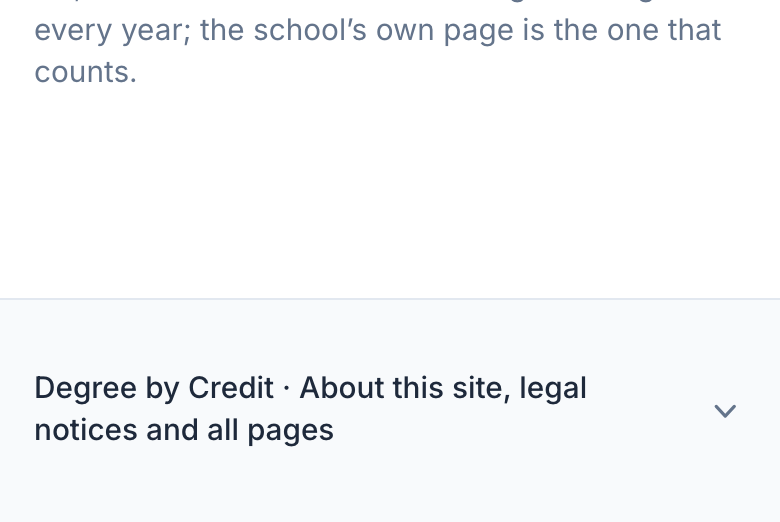 every year; the school’s own page is the one that
counts.
Degree by Credit · About this site, legal
notices and all pages